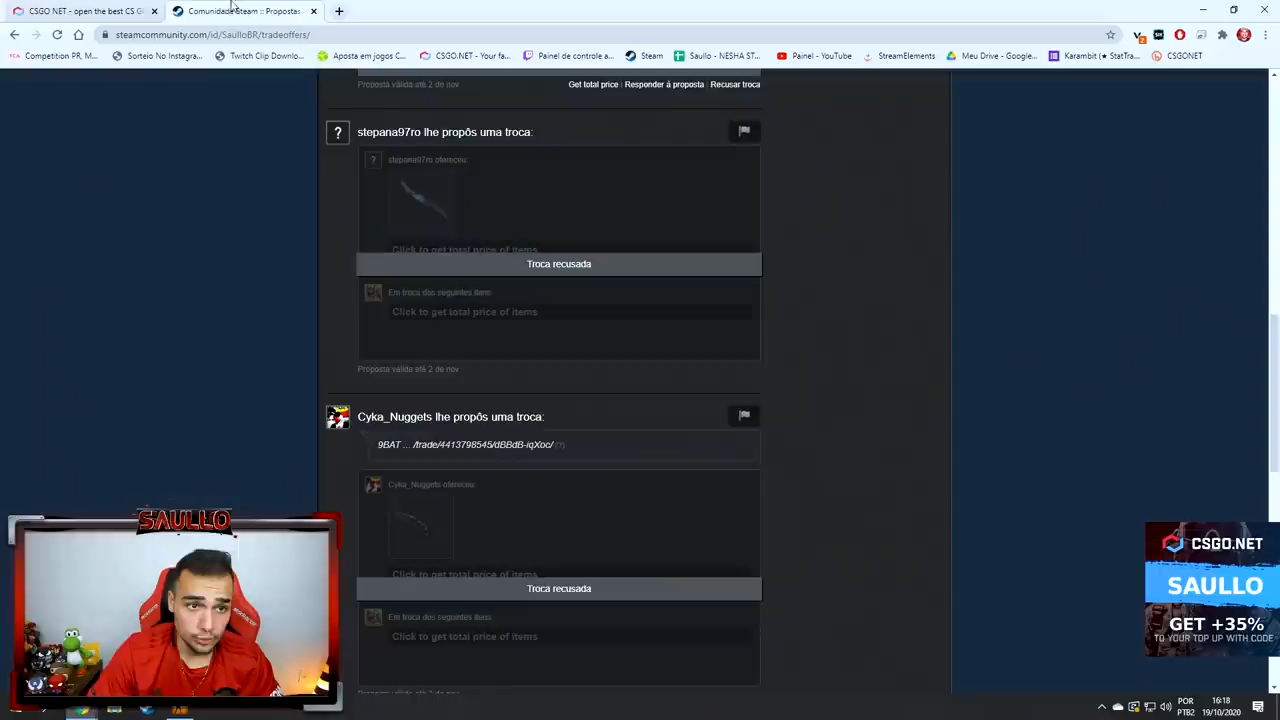 CSGO.NET - open the best CS G
Comunidade Steam :: Propostas
steamcommunity.com/id/SaulloBR/tradeoffers/
Competition PR, M...
Sorteio No Instagra...
Twitch Clip Downlo...
Aposta em jogos C...
CSGO.NET - Your fa...
Painel de controle a...
Steam
Saullo - NESHA ST...
Painel - YouTube
StreamElements
Meu Drive - Google...
Karambit (★ StatTra...
CSGONET
Proposta válida até 2 de nov
Get total price | Responder à proposta | Recusar troca
stepana97ro lhe propôs uma troca:
stepana97ro ofereceu:
Click to get total price of items
Troca recusada
Em troca dos seguintes itens:
Click to get total price of items
Proposta válida até 2 de nov
Cyka_Nuggets lhe propôs uma troca:
9BAT ... /trade/4413798545/dBBdB-iqXoc/ (?)
Cyka_Nuggets ofereceu:
Click to get total price of items
Troca recusada
Em troca dos seguintes itens:
Click to get total price of items
SAULLO
CSGO.NET
SAULLO
GET +35%
TO YOUR TOP UP WITH CODE
POR
PTB2
16:18
19/10/2020